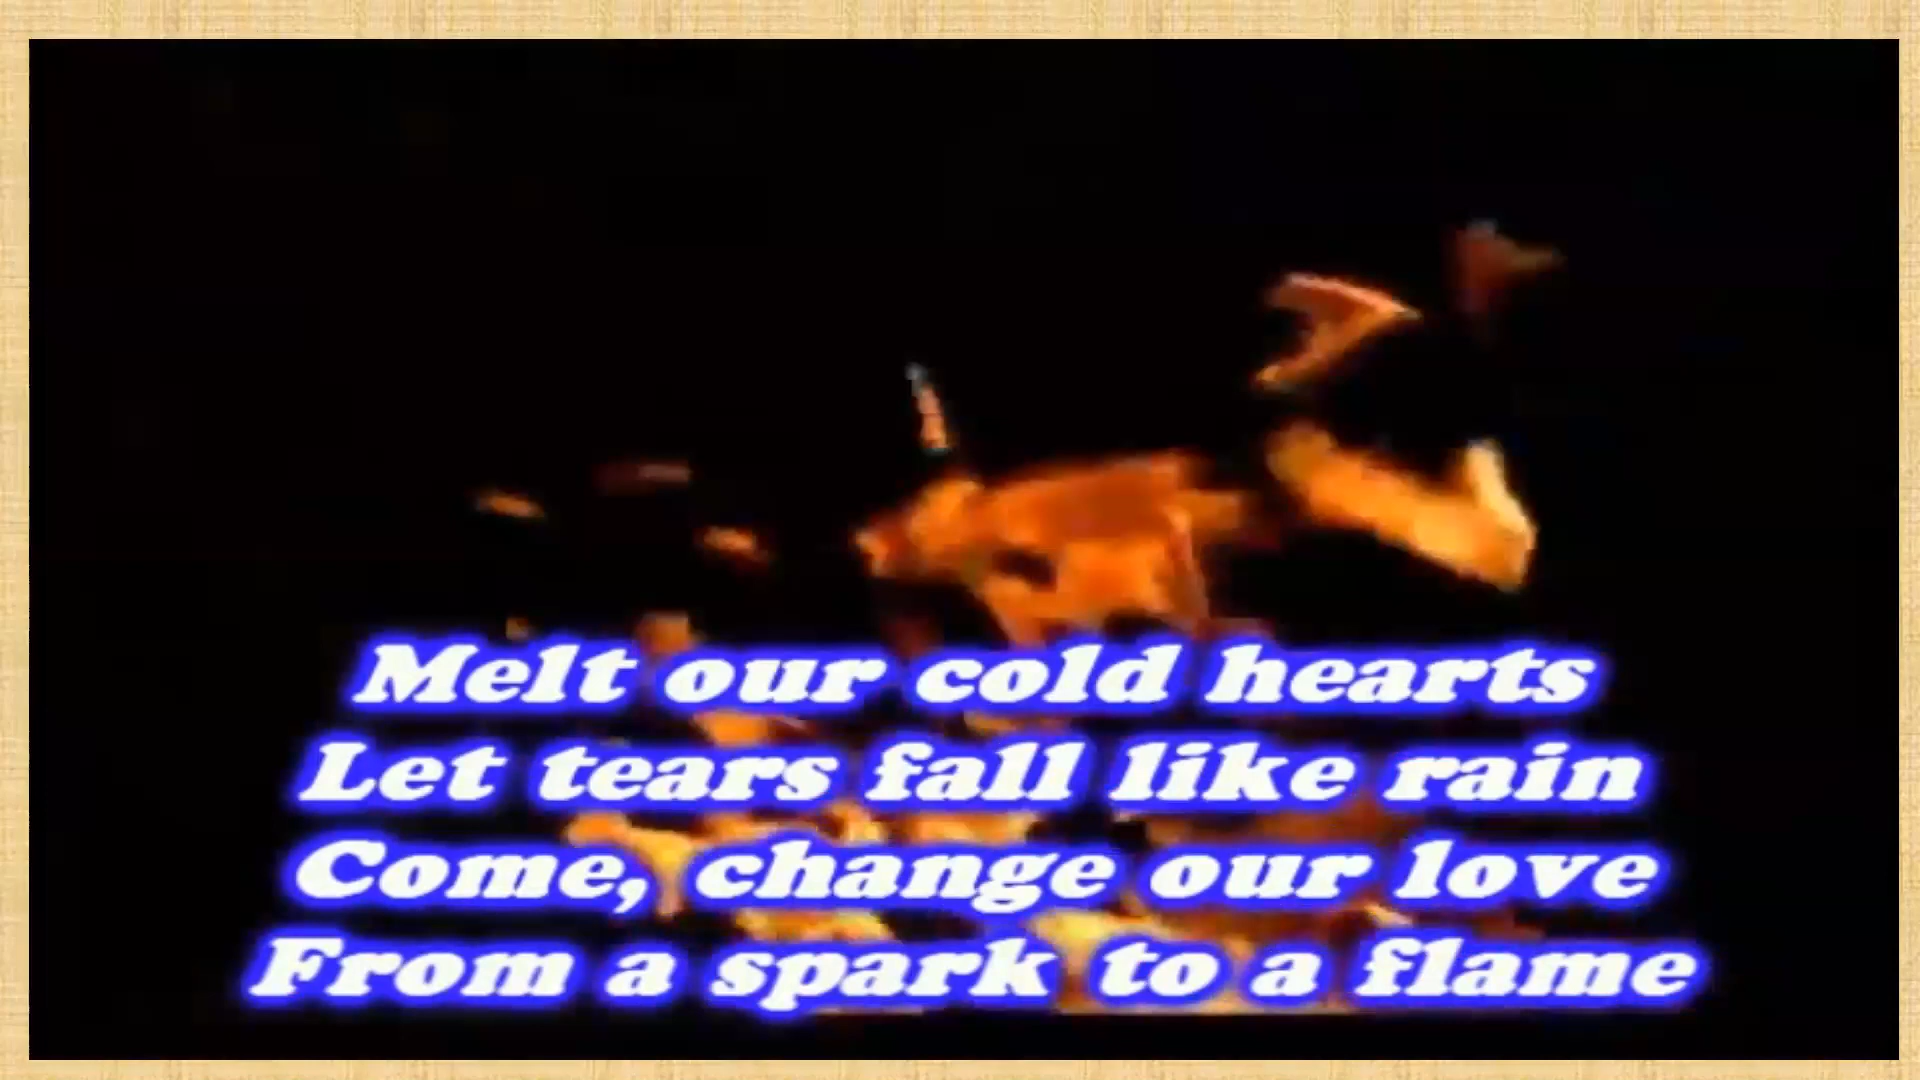 Melt our cold hearts
Let tears fall like rain
Come, change our love
From a spark to a flame